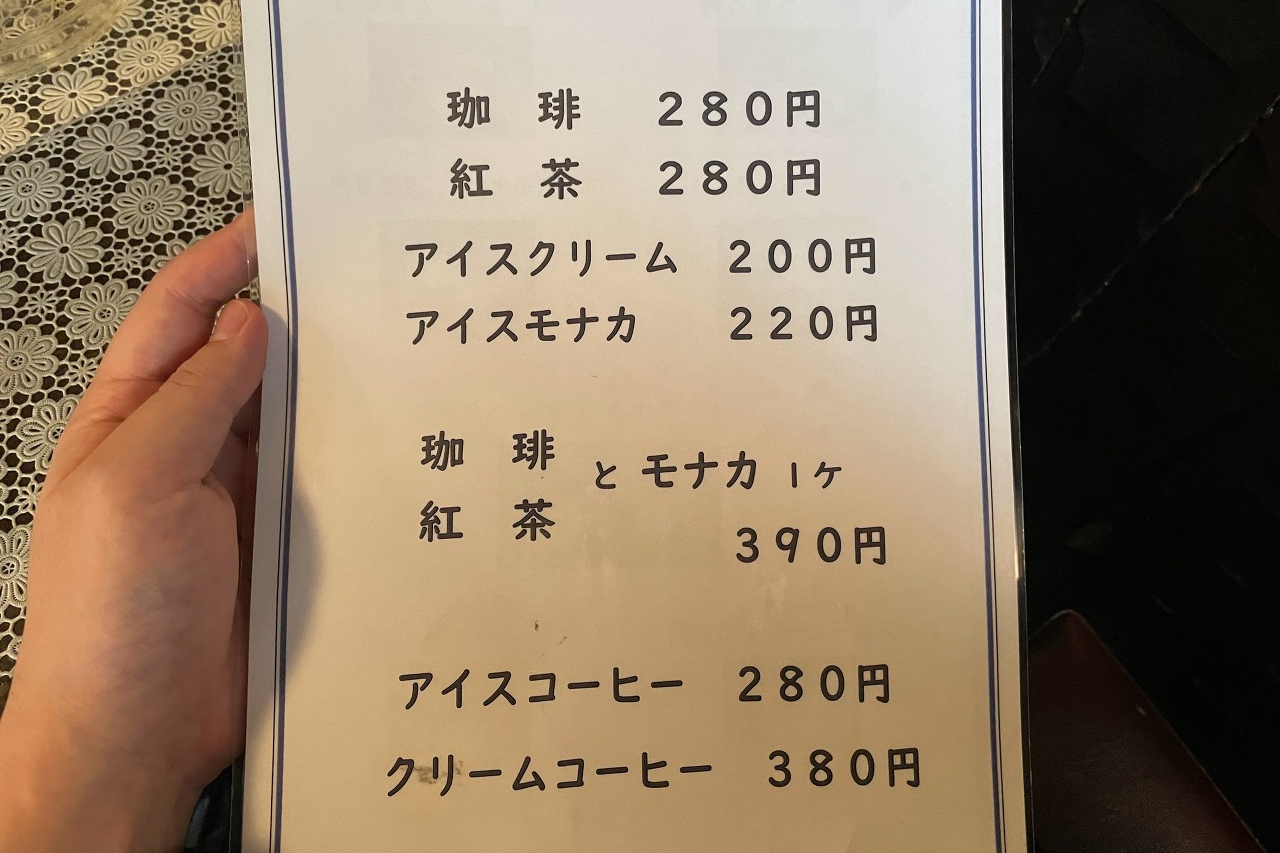 珈　琲　２８０円
紅　茶　２８０円
アイスクリーム　２００円
アイスモナカ　２２０円
珈　琲
紅　茶
と モナカ １ヶ
３９０円
アイスコーヒー　２８０円
クリームコーヒー　３８０円